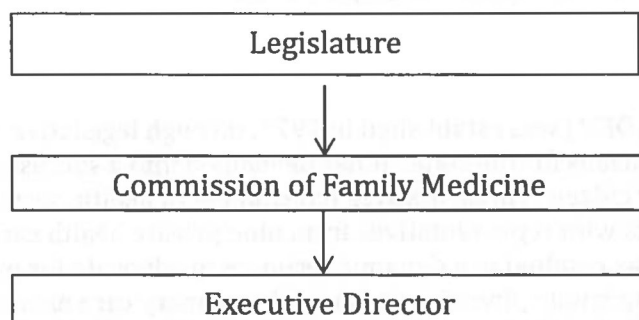 Legislature
Commission of Family Medicine
Executive Director